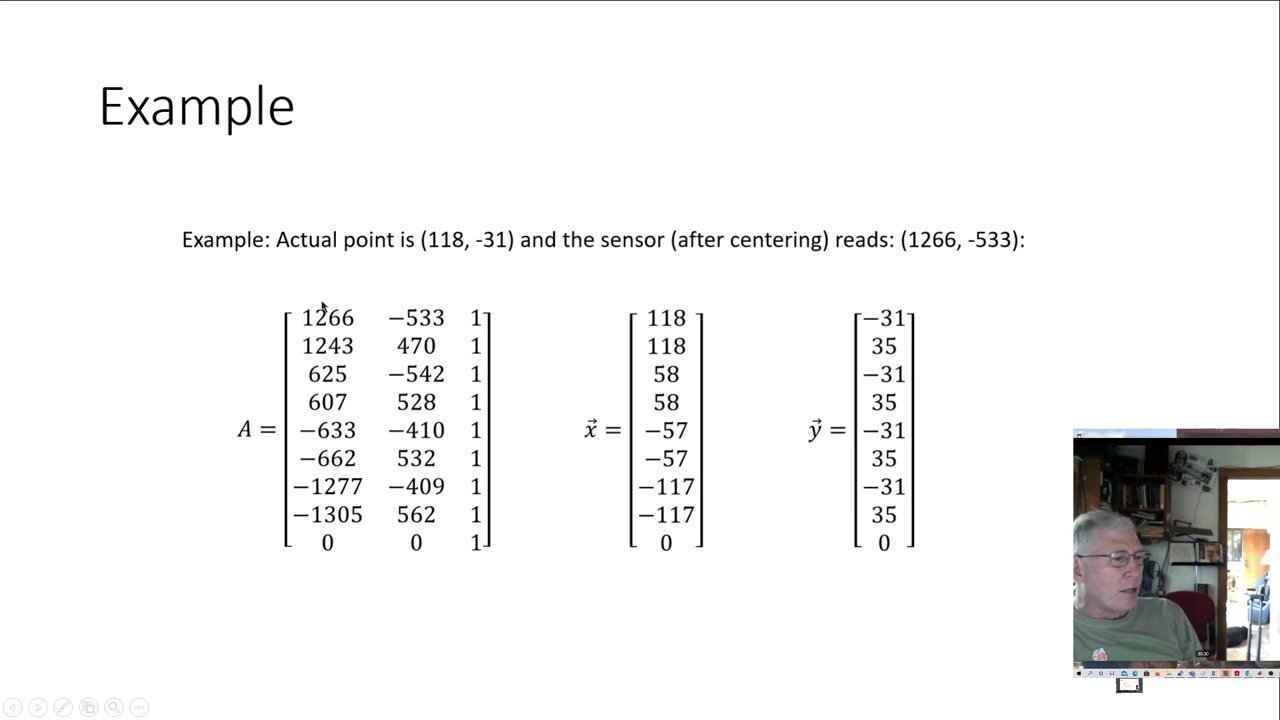 Example
Example: Actual point is (118, -31) and the sensor (after centering) reads: (1266, -533):
1266 −533 1
1243 470 1
625 −542 1
607 528 1
A = −633 −410 1
−662 532 1
−1277 −409 1
−1305 562 1
0 0 1
118
118
58
58
x⃗ = −57
−57
−117
−117
0
−31
35
−31
35
y⃗ = −31
35
−31
35
0